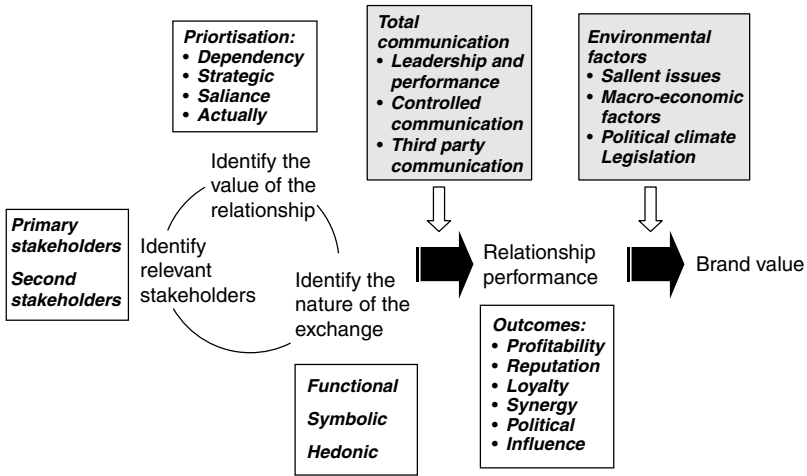 Priortisation:
• Dependency
• Strategic
• Saliance
• Actually
Total
communication
• Leadership and
performance
• Controlled
communication
• Third party
communication
Environmental
factors
• Sallent issues
• Macro-economic
factors
• Political climate
Legislation
Identify the
value of the
relationship
Primary
stakeholders
Second
stakeholders
Identify
relevant
stakeholders
Identify the
nature of the
exchange
Relationship
performance
Brand value
Functional
Symbolic
Hedonic
Outcomes:
• Profitability
• Reputation
• Loyalty
• Synergy
• Political
• Influence